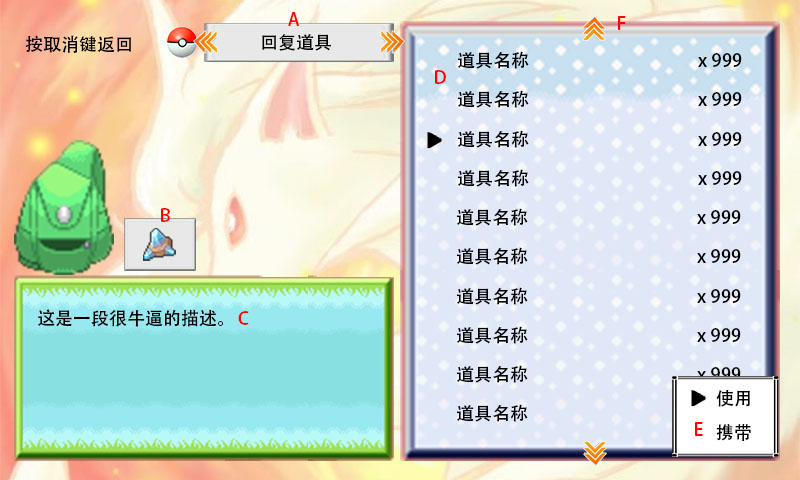 A
F
按取消键返回
回复道具
道具名称 x 999
D
道具名称 x 999
道具名称 x 999
道具名称 x 999
B
道具名称 x 999
道具名称 x 999
道具名称 x 999
这是一段很牛逼的描述。 C
道具名称 x 999
道具名称 x 999
使用
道具名称
E 携带